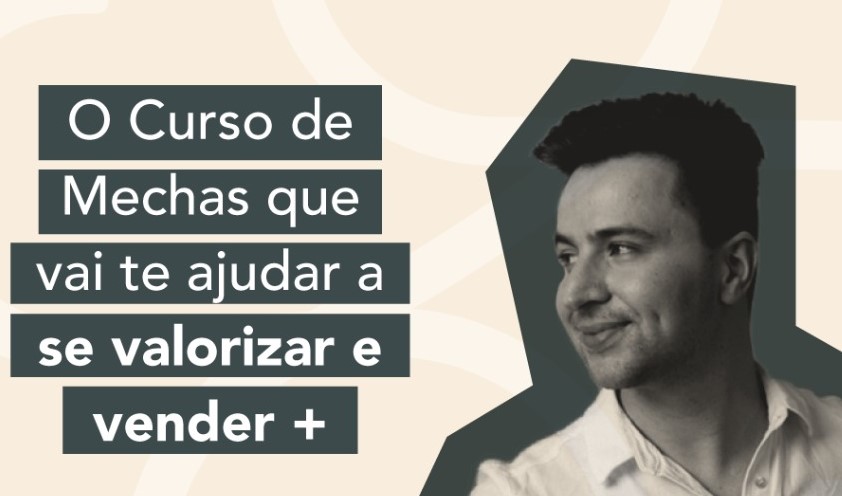 O Curso de
Mechas que
vai te ajudar a
se valorizar e
vender +